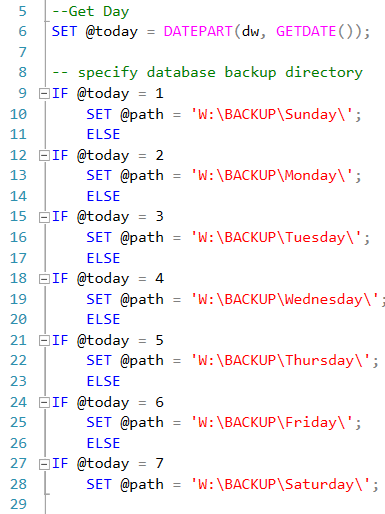 5 --Get Day
6 SET @today = DATEPART(dw, GETDATE());
7
8 -- specify database backup directory
9 IF @today = 1
10 SET @path = 'W:\BACKUP\Sunday\';
11 ELSE
12 IF @today = 2
13 SET @path = 'W:\BACKUP\Monday\';
14 ELSE
15 IF @today = 3
16 SET @path = 'W:\BACKUP\Tuesday\';
17 ELSE
18 IF @today = 4
19 SET @path = 'W:\BACKUP\Wednesday\';
20 ELSE
21 IF @today = 5
22 SET @path = 'W:\BACKUP\Thursday\';
23 ELSE
24 IF @today = 6
25 SET @path = 'W:\BACKUP\Friday\';
26 ELSE
27 IF @today = 7
28 SET @path = 'W:\BACKUP\Saturday\';
29